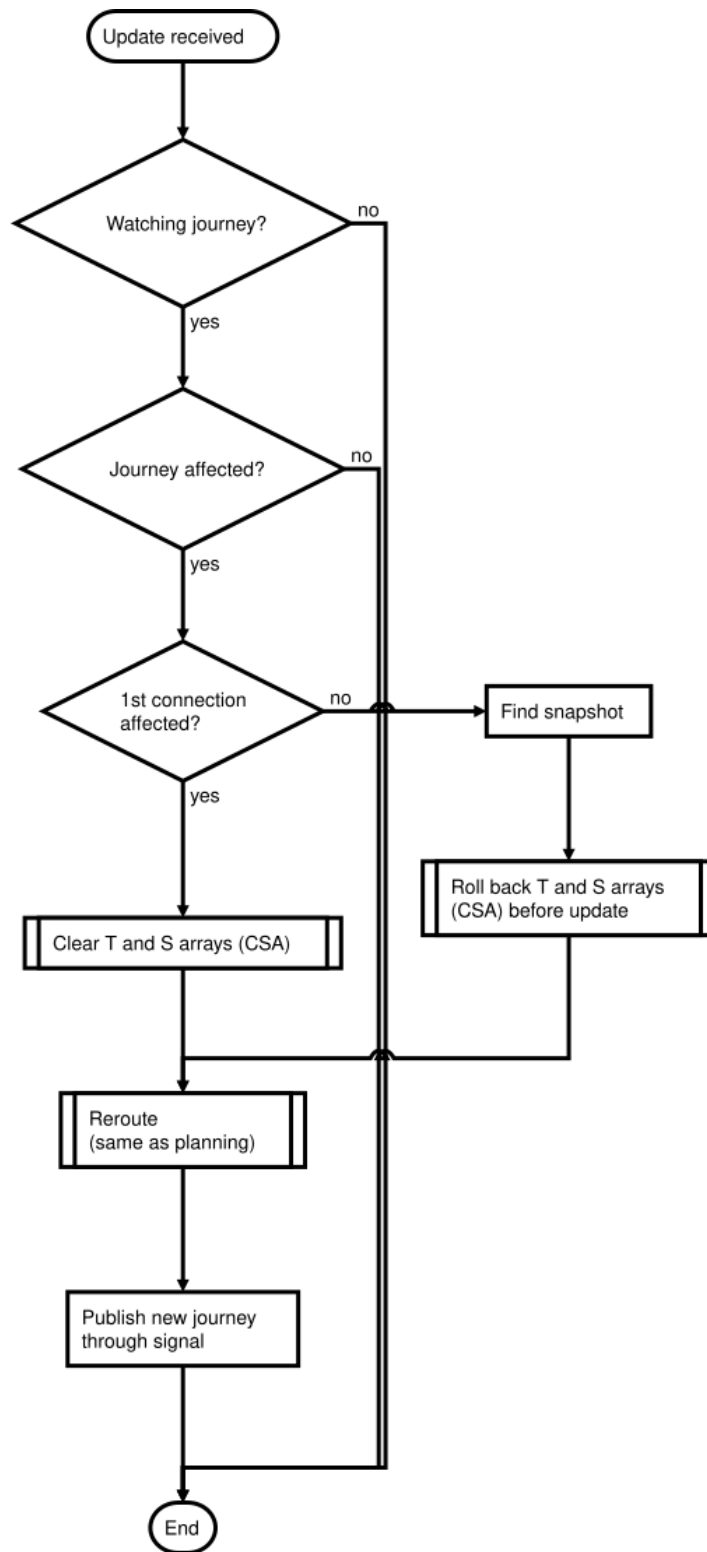 Update received
Watching journey?
no
yes
Journey affected?
no
yes
1st connection
affected?
no
Find snapshot
yes
Roll back T and S arrays
(CSA) before update
Clear T and S arrays (CSA)
Reroute
(same as planning)
Publish new journey
through signal
End